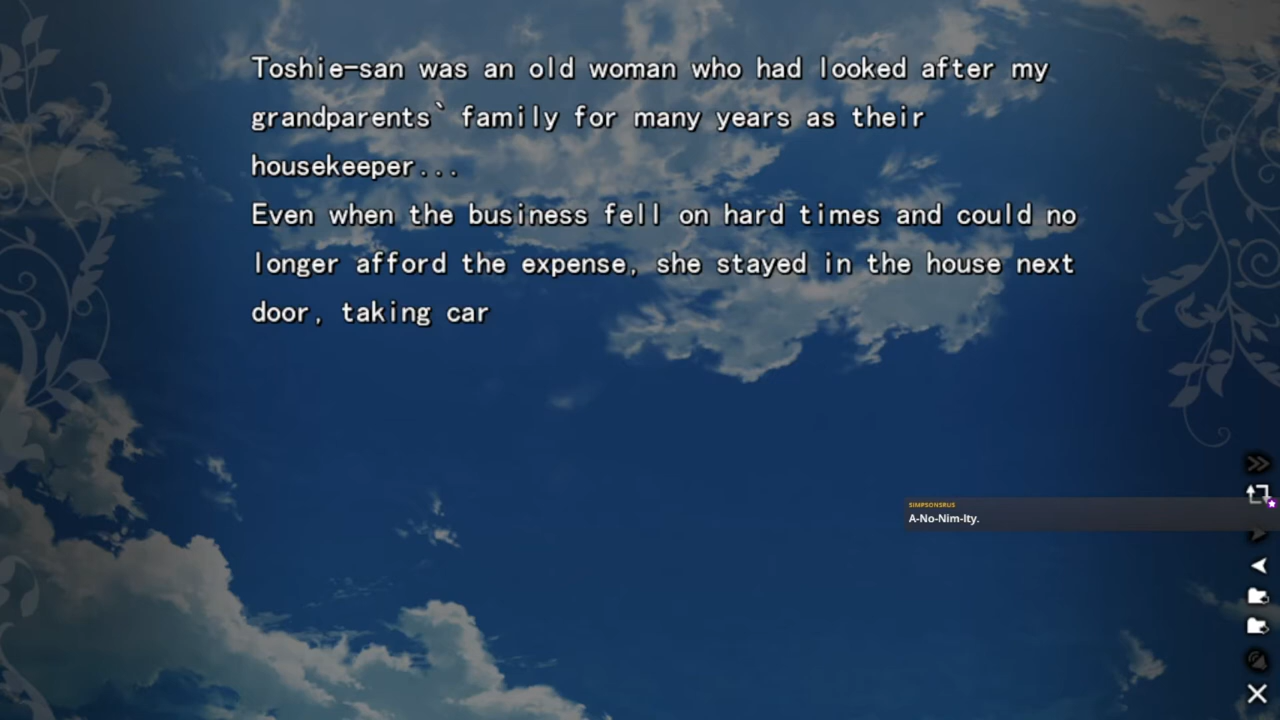 Toshie-san was an old woman who had looked after my
grandparents` family for many years as their
housekeeper...
Even when the business fell on hard times and could no
longer afford the expense, she stayed in the house next
door, taking car
SIMPSONSRUS
A-No-Nim-Ity.